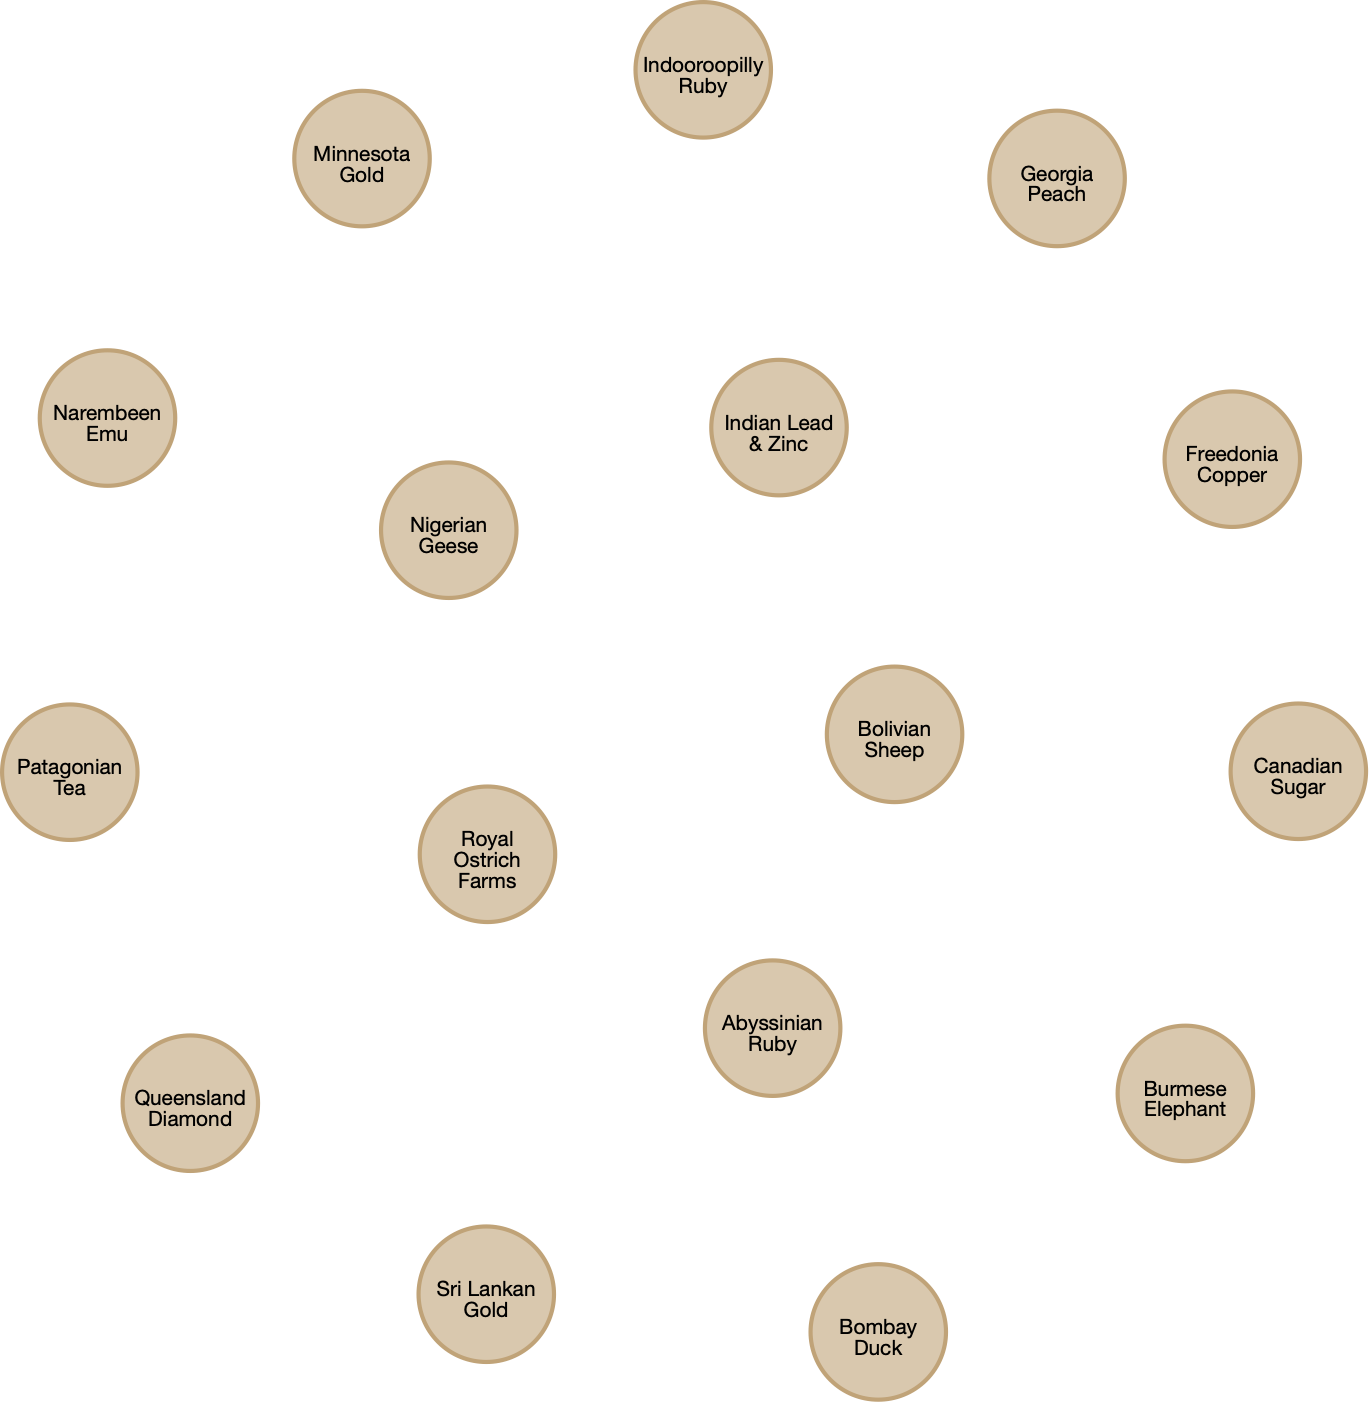 Indooroopilly
Ruby
Minnesota
Gold
Georgia
Peach
Narembeen
Emu
Indian Lead
& Zinc
Freedonia
Copper
Nigerian
Geese
Bolivian
Sheep
Patagonian
Tea
Canadian
Sugar
Royal
Ostrich
Farms
Abyssinian
Ruby
Queensland
Diamond
Burmese
Elephant
Sri Lankan
Gold
Bombay
Duck